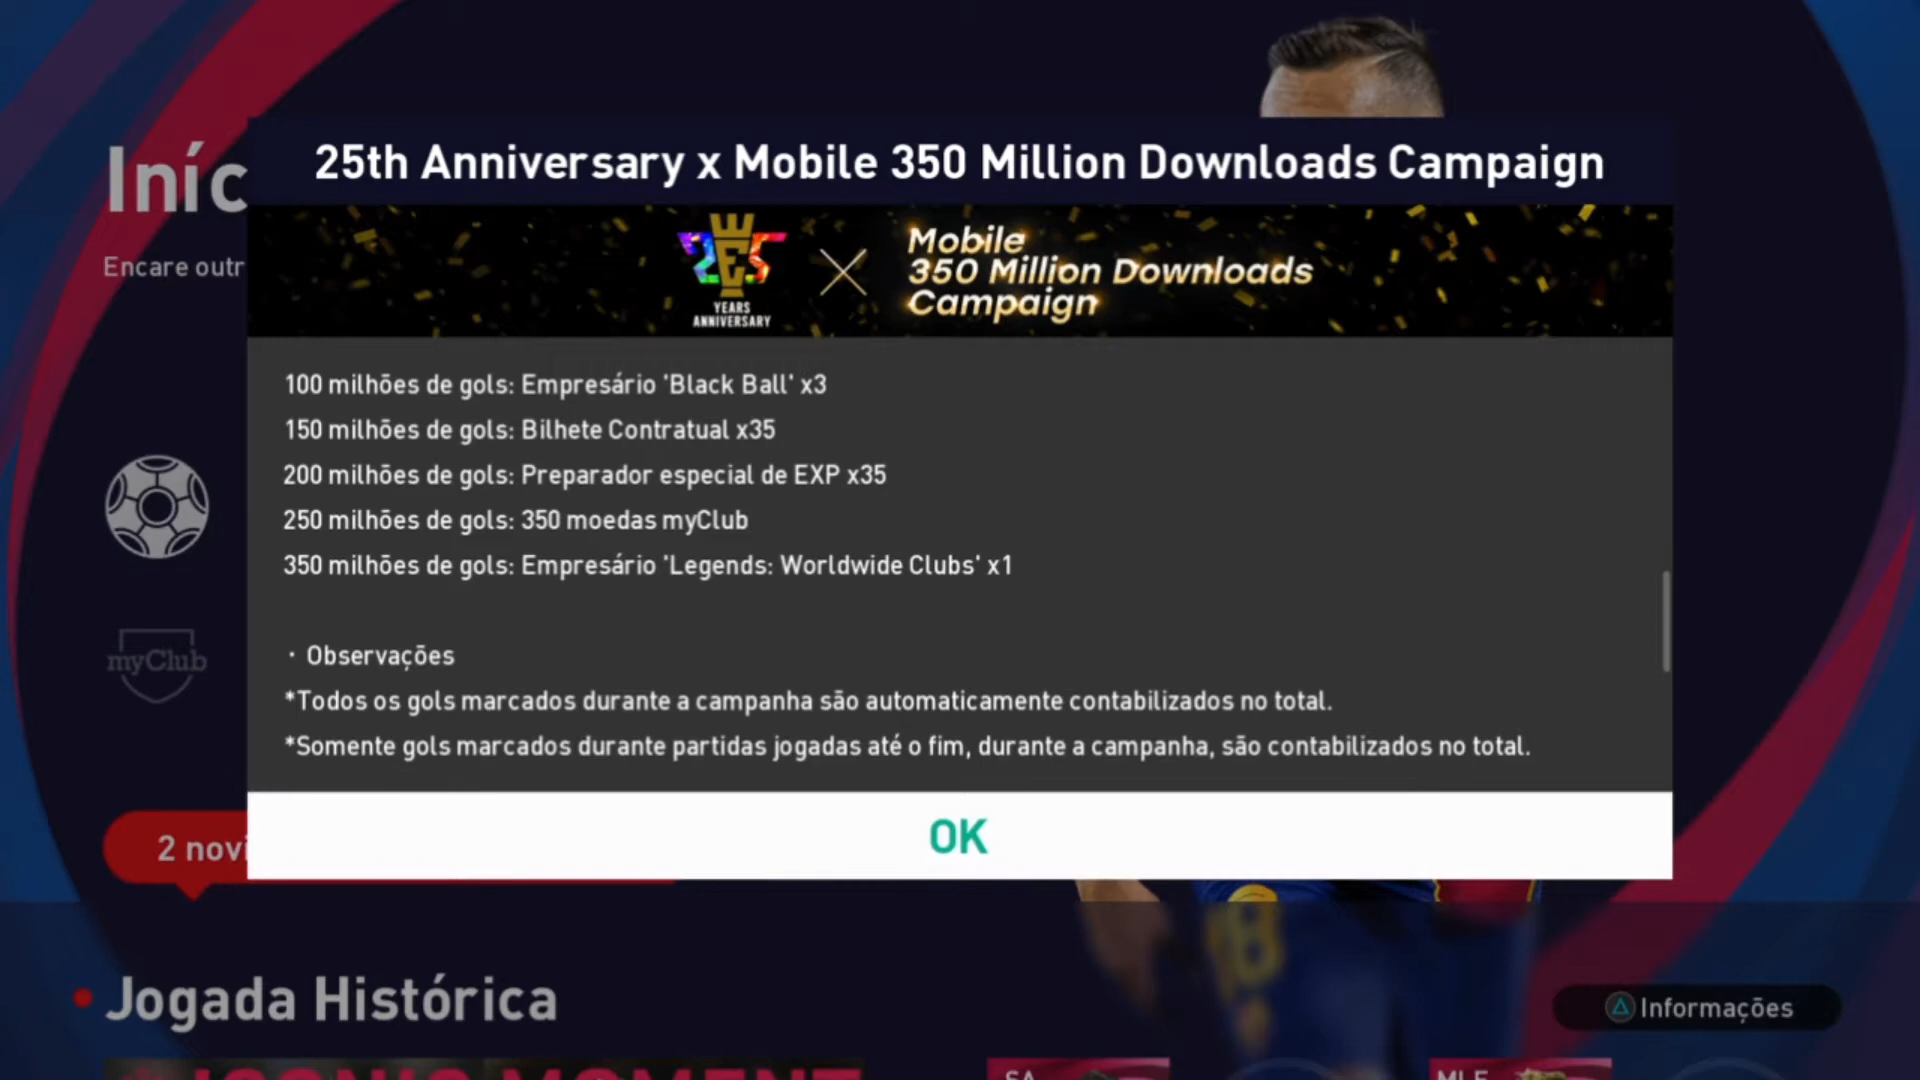 Iníc
Encare outr
25th Anniversary x Mobile 350 Million Downloads Campaign
25
YEARS
ANNIVERSARY
Mobile
350 Million Downloads
Campaign
100 milhões de gols: Empresário 'Black Ball' x3
150 milhões de gols: Bilhete Contratual x35
200 milhões de gols: Preparador especial de EXP x35
250 milhões de gols: 350 moedas myClub
350 milhões de gols: Empresário 'Legends: Worldwide Clubs' x1
· Observações
*Todos os gols marcados durante a campanha são automaticamente contabilizados no total.
*Somente gols marcados durante partidas jogadas até o fim, durante a campanha, são contabilizados no total.
myClub
OK
2 novi
Jogada Histórica
Informações
ICONIC MOMENT